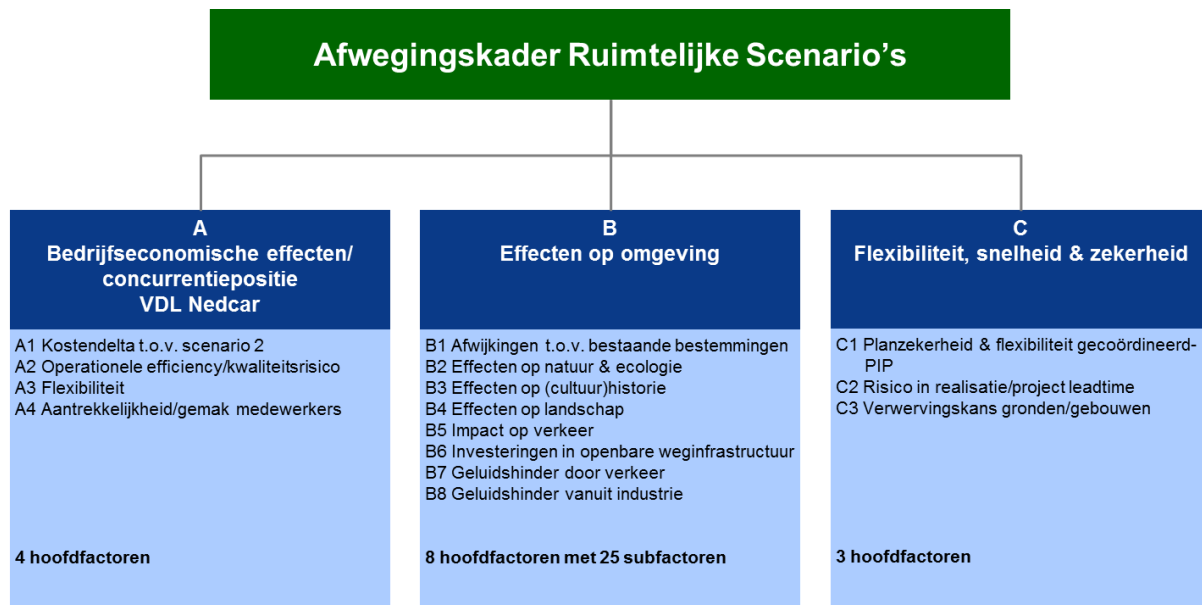 Afwegingskader Ruimtelijke Scenario's
A
Bedrijfseconomische effecten/
concurrentiepositie
VDL Nedcar
A1 Kostendelta t.o.v. scenario 2
A2 Operationele efficiency/kwaliteitsrisico
A3 Flexibiliteit
A4 Aantrekkelijkheid/gemak medewerkers
4 hoofdfactoren
B
Effecten op omgeving
B1 Afwijkingen t.o.v. bestaande bestemmingen
B2 Effecten op natuur & ecologie
B3 Effecten op (cultuur)historie
B4 Effecten op landschap
B5 Impact op verkeer
B6 Investeringen in openbare weginfrastructuur
B7 Geluidshinder door verkeer
B8 Geluidshinder vanuit industrie
8 hoofdfactoren met 25 subfactoren
C
Flexibiliteit, snelheid & zekerheid
C1 Planzekerheid & flexibiliteit gecoördineerd-
PIP
C2 Risico in realisatie/project leadtime
C3 Verwervingskans gronden/gebouwen
3 hoofdfactoren